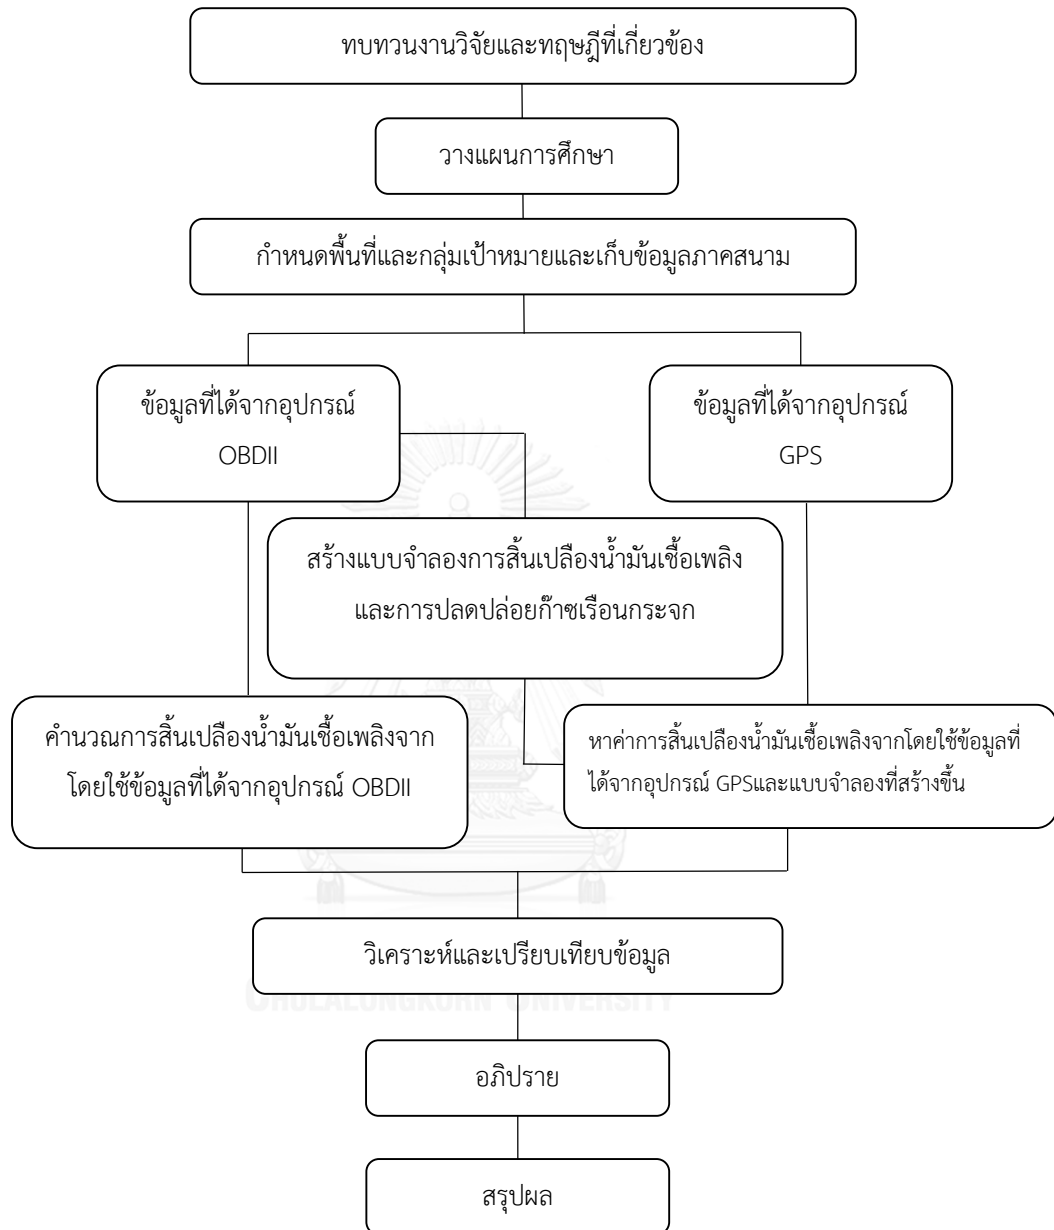 ทบทวนงานวิจัยและทฤษฎีที่เกี่ยวข้อง
วางแผนการศึกษา
กำหนดพื้นที่และกลุ่มเป้าหมายและเก็บข้อมูลภาคสนาม
ข้อมูลที่ได้จากอุปกรณ์
OBDII
ข้อมูลที่ได้จากอุปกรณ์
GPS
สร้างแบบจำลองการสิ้นเปลืองน้ำมันเชื้อเพลิง
และการปลดปล่อยก๊าซเรือนกระจก
คำนวณการสิ้นเปลืองน้ำมันเชื้อเพลิงจาก
โดยใช้ข้อมูลที่ได้จากอุปกรณ์ OBDII
หาค่าการสิ้นเปลืองน้ำมันเชื้อเพลิงจากโดยใช้ข้อมูลที่
ได้จากอุปกรณ์ GPSและแบบจำลองที่สร้างขึ้น
วิเคราะห์และเปรียบเทียบข้อมูล
CHULALONGKORN UNIVERSITY
อภิปราย
สรุปผล